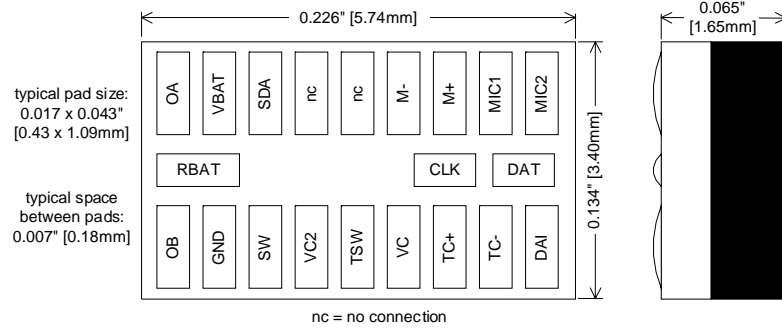 0.226" [5.74mm]
0.065"
[1.65mm]
typical pad size:
0.017 x 0.043"
[0.43 x 1.09mm]
OA
VBAT
SDA
nc
nc
M-
M+
MIC1
MIC2
RBAT
CLK
DAT
0.134" [3.40mm]
typical space
between pads:
0.007" [0.18mm]
OB
GND
SW
VC2
TSW
VC
TC+
TC-
DAI
nc = no connection